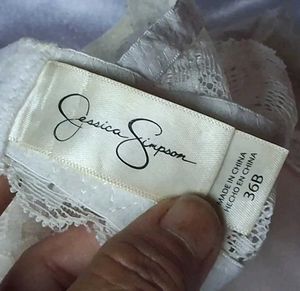 Jessica Simpson
MADE IN CHINA
HECHO EN CHINA
36B